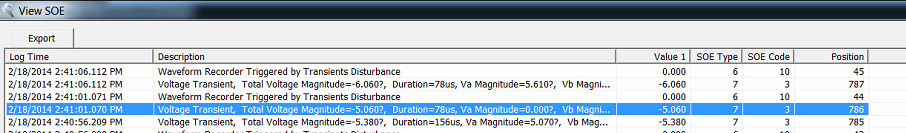 View SOE
Export
Log Time Description Value 1 SOE Type SOE Code Position
2/18/2014 2:41:06.112 PM Waveform Recorder Triggered by Transients Disturbance 0.000 6 10 45
2/18/2014 2:41:06.112 PM Voltage Transient, Total Voltage Magnitude=-6.060?, Duration=78us, Va Magnitude=5.610?, Vb Magni... -6.060 7 3 787
2/18/2014 2:41:01.071 PM Waveform Recorder Triggered by Transients Disturbance 0.000 6 10 44
2/18/2014 2:41:01.070 PM Voltage Transient, Total Voltage Magnitude=-5.060?, Duration=78us, Va Magnitude=0.000?, Vb Magni... -5.060 7 3 786
2/18/2014 2:40:56.209 PM Voltage Transient, Total Voltage Magnitude=-5.380?, Duration=156us, Va Magnitude=5.070?, Vb Mag... -5.380 7 3 785